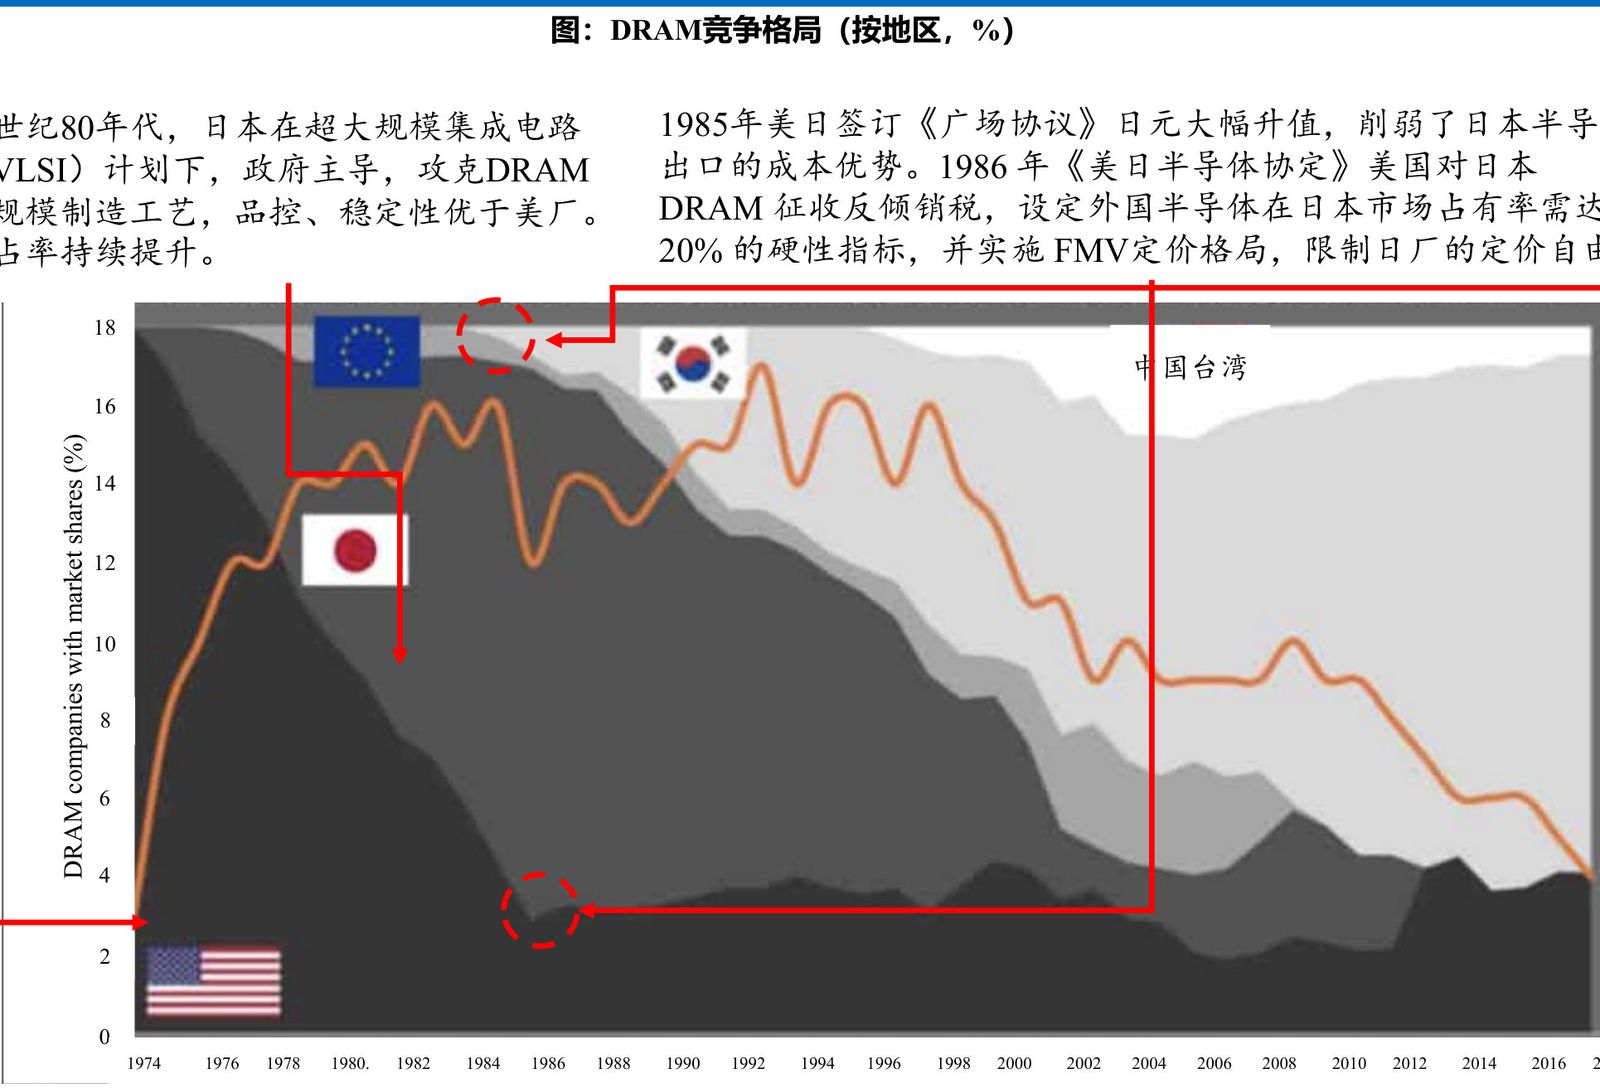 图：DRAM竞争格局（按地区，%）
世纪80年代，日本在超大规模集成电路
VLSI）计划下，政府主导，攻克DRAM
规模制造工艺，品控、稳定性优于美厂。
占率持续提升。
1985年美日签订《广场协议》日元大幅升值，削弱了日本半导
出口的成本优势。1986 年《美日半导体协定》美国对日本
DRAM 征收反倾销税，设定外国半导体在日本市场占有率需达
20% 的硬性指标，并实施 FMV定价格局，限制日厂的定价自由
DRAM companies with market shares (%)
18
16
14
12
10
8
6
4
2
0
中国台湾
1974 1976 1978 1980. 1982 1984 1986 1988 1990 1992 1994 1996 1998 2000 2002 2004 2006 2008 2010 2012 2014 2016 2